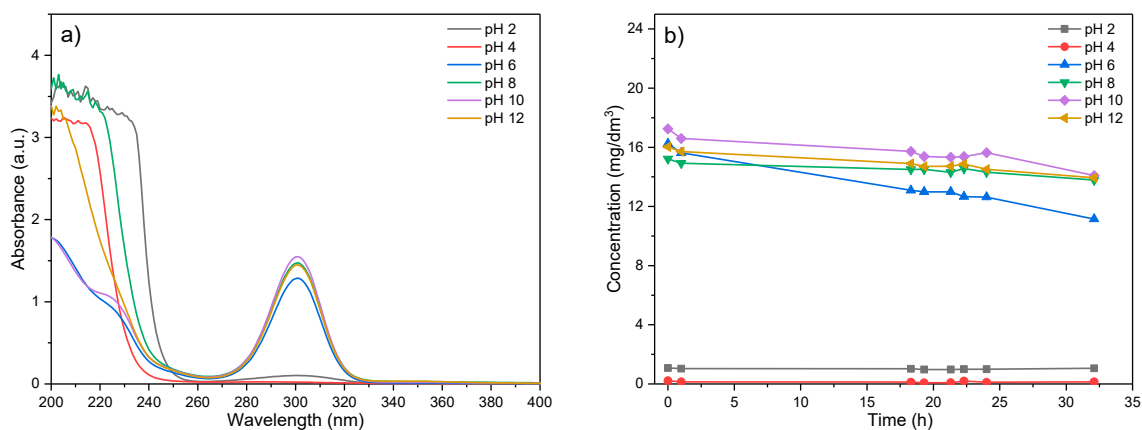 a)
pH 2
pH 4
pH 6
pH 8
pH 10
pH 12
4
3
2
1
0
Absorbance (a.u.)
200 220 240 260 280 300 320 340 360 380 400
Wavelength (nm)
b)
pH 2
pH 4
pH 6
pH 8
pH 10
pH 12
24
20
16
12
8
4
0
Concentration (mg/dm³)
0 5 10 15 20 25 30 35
Time (h)